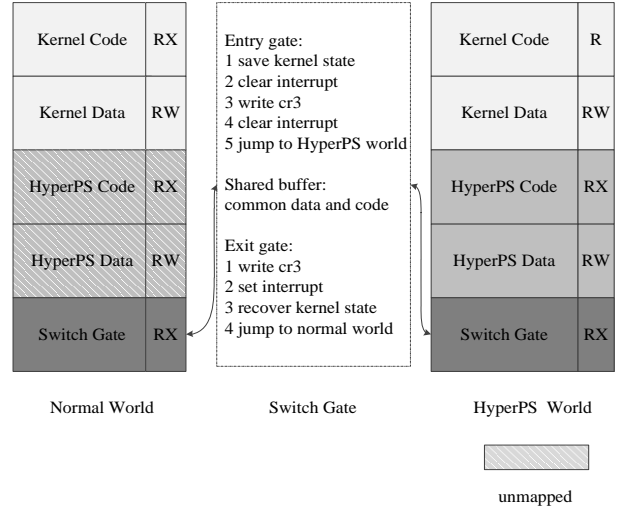 Kernel Code RX
Kernel Data RW
HyperPS Code RX
HyperPS Data RW
Switch Gate RX
Normal World
Entry gate:
1 save kernel state
2 clear interrupt
3 write cr3
4 clear interrupt
5 jump to HyperPS world
Shared buffer:
common data and code
Exit gate:
1 write cr3
2 set interrupt
3 recover kernel state
4 jump to normal world
Switch Gate
Kernel Code R
Kernel Data RW
HyperPS Code RX
HyperPS Data RW
Switch Gate RX
HyperPS World
unmapped